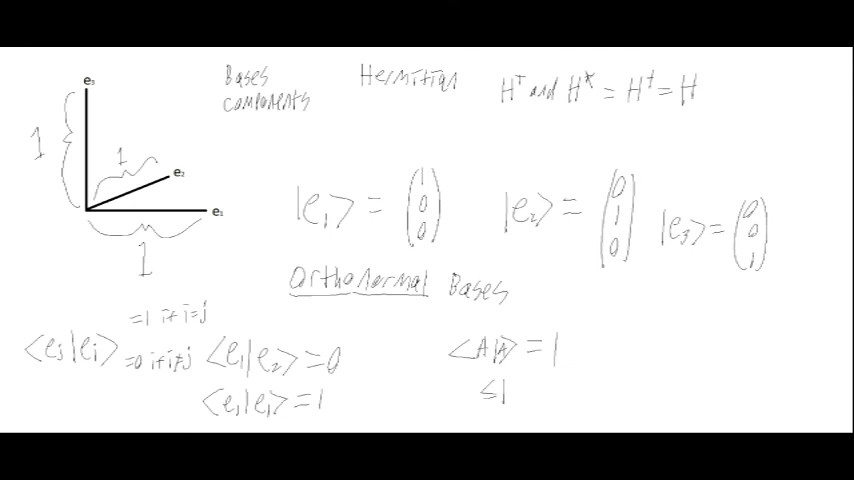 e₃
Bases
components
Hermitian
Hᵀ and H* = H† = H
1
1
e₂
e₁
1
|e₁> = (1 0 0)
|e₂> = (0 1 0)
|e₃> = (0 0 1)
Orthonormal Bases
=1 if i=j
<eⱼ|eᵢ> =0 if i≠j
<e₁|e₂> =0
<e₁|e₁> =1
<A|A> = 1
≤1